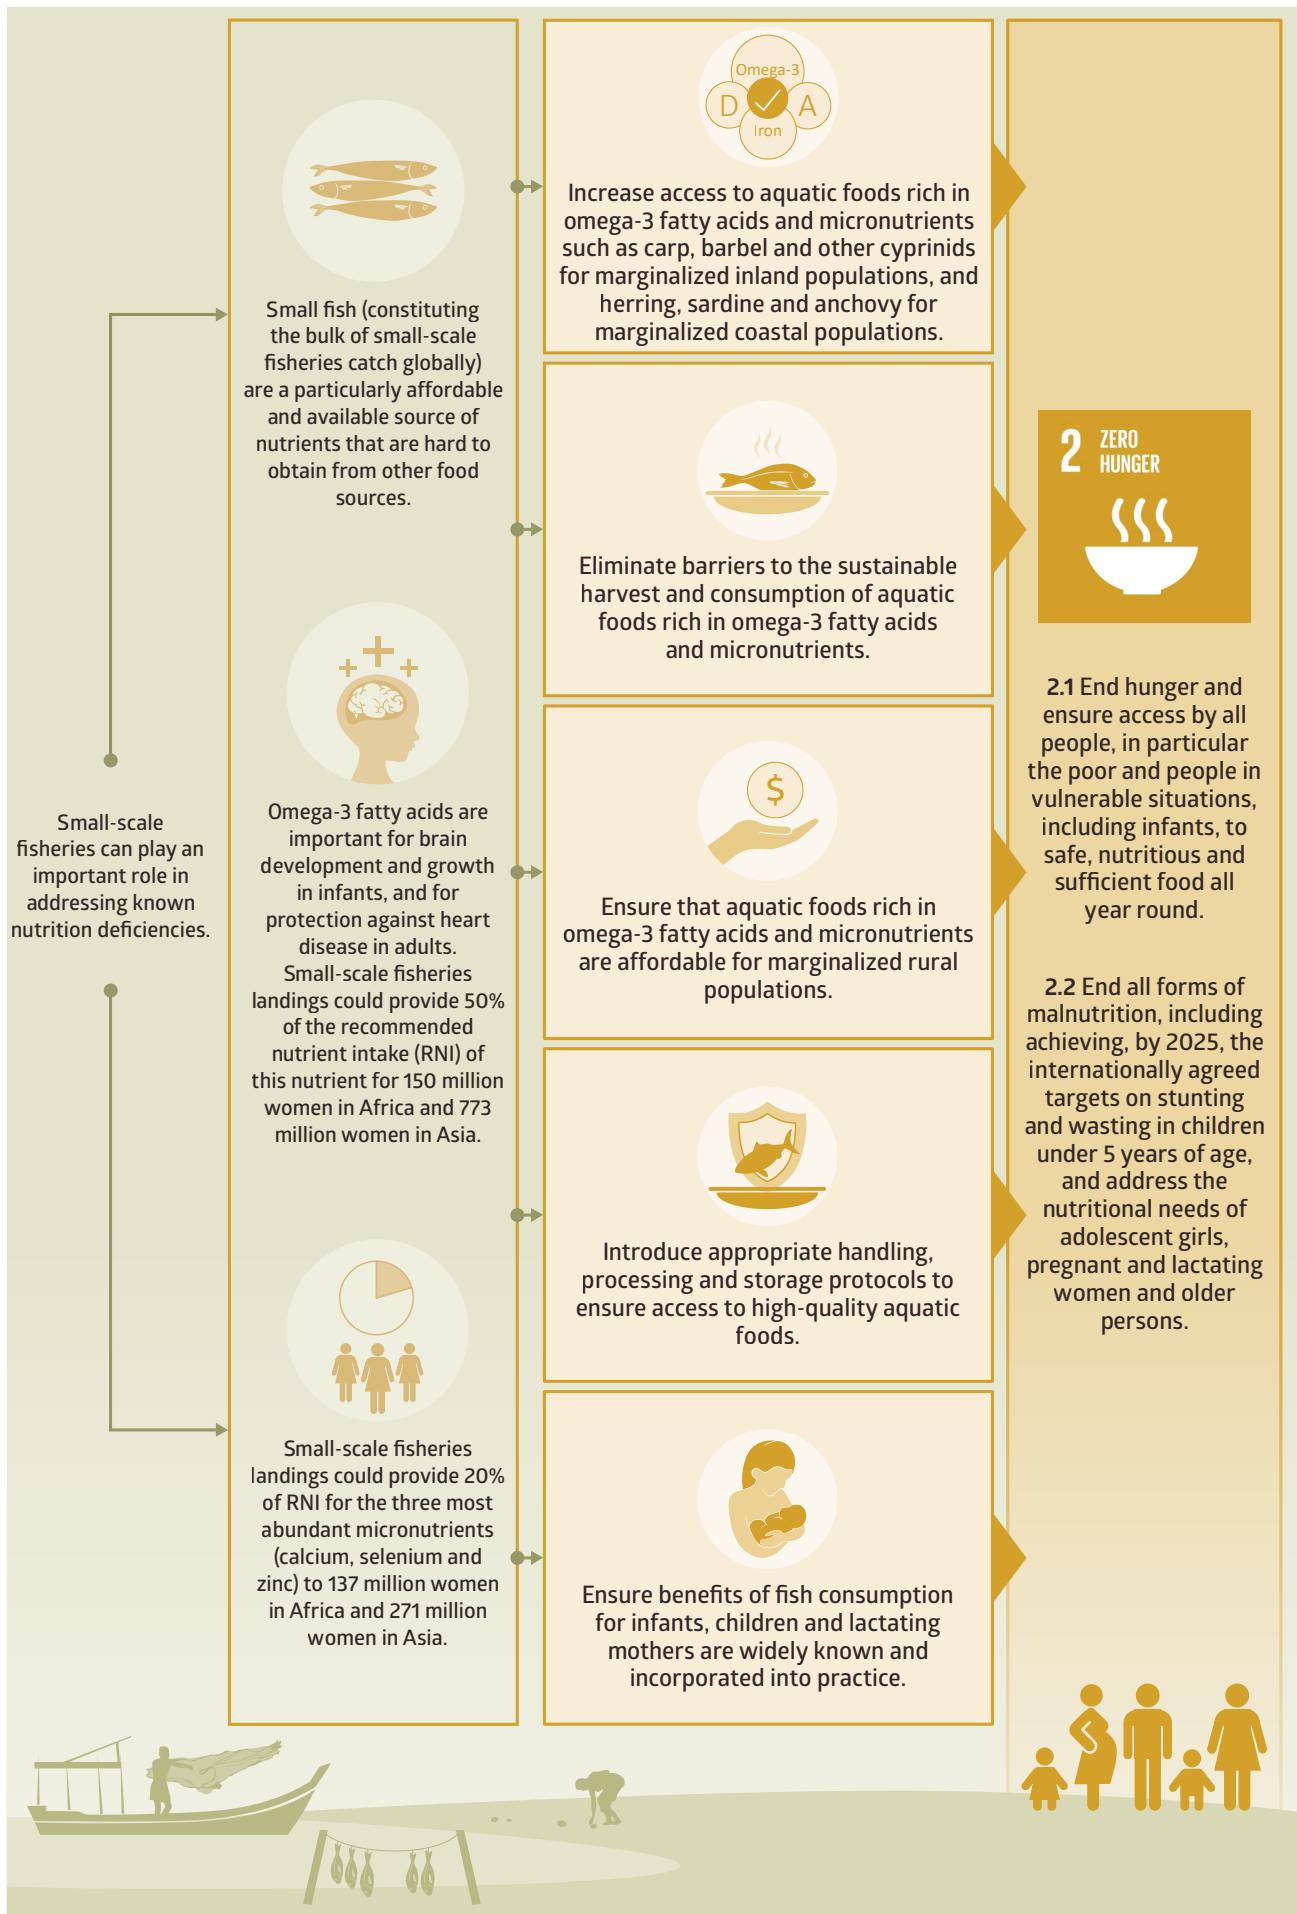 Small-scale
fisheries can play an
important role in
addressing known
nutrition deficiencies.
Small fish (constituting
the bulk of small-scale
fisheries catch globally)
are a particularly affordable
and available source of
nutrients that are hard to
obtain from other food
sources.
Omega-3 fatty acids are
important for brain
development and growth
in infants, and for
protection against heart
disease in adults.
Small-scale fisheries
landings could provide 50%
of the recommended
nutrient intake (RNI) of
this nutrient for 150 million
women in Africa and 773
million women in Asia.
Small-scale fisheries
landings could provide 20%
of RNI for the three most
abundant micronutrients
(calcium, selenium and
zinc) to 137 million women
in Africa and 271 million
women in Asia.
Omega-3
D A
Iron
Increase access to aquatic foods rich in
omega-3 fatty acids and micronutrients
such as carp, barbel and other cyprinids
for marginalized inland populations, and
herring, sardine and anchovy for
marginalized coastal populations.
Eliminate barriers to the sustainable
harvest and consumption of aquatic
foods rich in omega-3 fatty acids
and micronutrients.
$
Ensure that aquatic foods rich in
omega-3 fatty acids and micronutrients
are affordable for marginalized rural
populations.
Introduce appropriate handling,
processing and storage protocols to
ensure access to high-quality aquatic
foods.
Ensure benefits of fish consumption
for infants, children and lactating
mothers are widely known and
incorporated into practice.
2 ZERO
HUNGER
2.1 End hunger and
ensure access by all
people, in particular
the poor and people in
vulnerable situations,
including infants, to
safe, nutritious and
sufficient food all
year round.
2.2 End all forms of
malnutrition, including
achieving, by 2025, the
internationally agreed
targets on stunting
and wasting in children
under 5 years of age,
and address the
nutritional needs of
adolescent girls,
pregnant and lactating
women and older
persons.